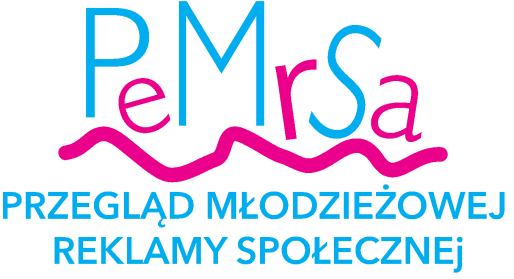 PeMrSa
PRZEGLĄD MŁODZIEŻOWEJ
REKLAMY SPOŁECZNEj